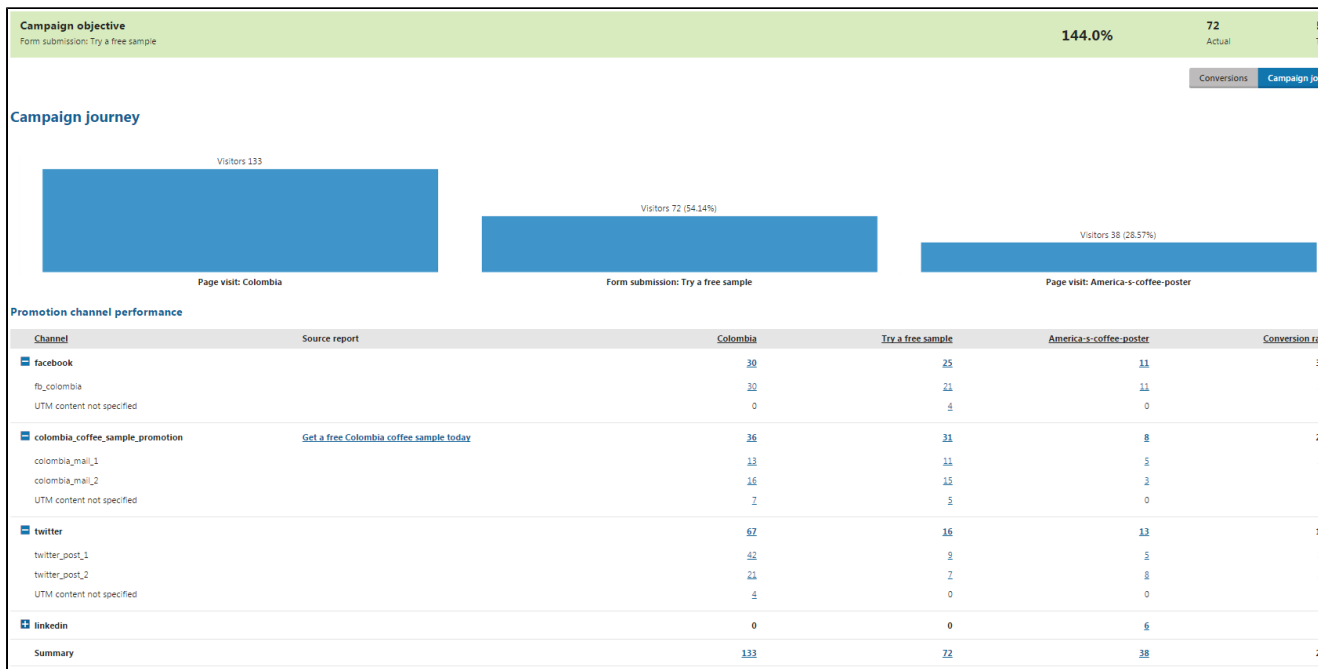 Campaign objective
Form submission: Try a free sample
144.0%
72
Actual
Conversions
Campaign jo
Campaign journey
Visitors 133
Visitors 72 (54.14%)
Visitors 38 (28.57%)
Page visit: Colombia
Form submission: Try a free sample
Page visit: America-s-coffee-poster
Promotion channel performance
Channel Source report Colombia Try a free sample America-s-coffee-poster Conversion ra
facebook 30 25 11
fb_colombia 30 21 11
UTM content not specified 0 4 0
colombia_coffee_sample_promotion Get a free Colombia coffee sample today 36 31 8
colombia_mail_1 13 11 5
colombia_mail_2 16 15 3
UTM content not specified 7 5 0
twitter 67 16 13
twitter_post_1 42 9 5
twitter_post_2 21 7 8
UTM content not specified 4 0 0
linkedin 0 0 6
Summary 133 72 38